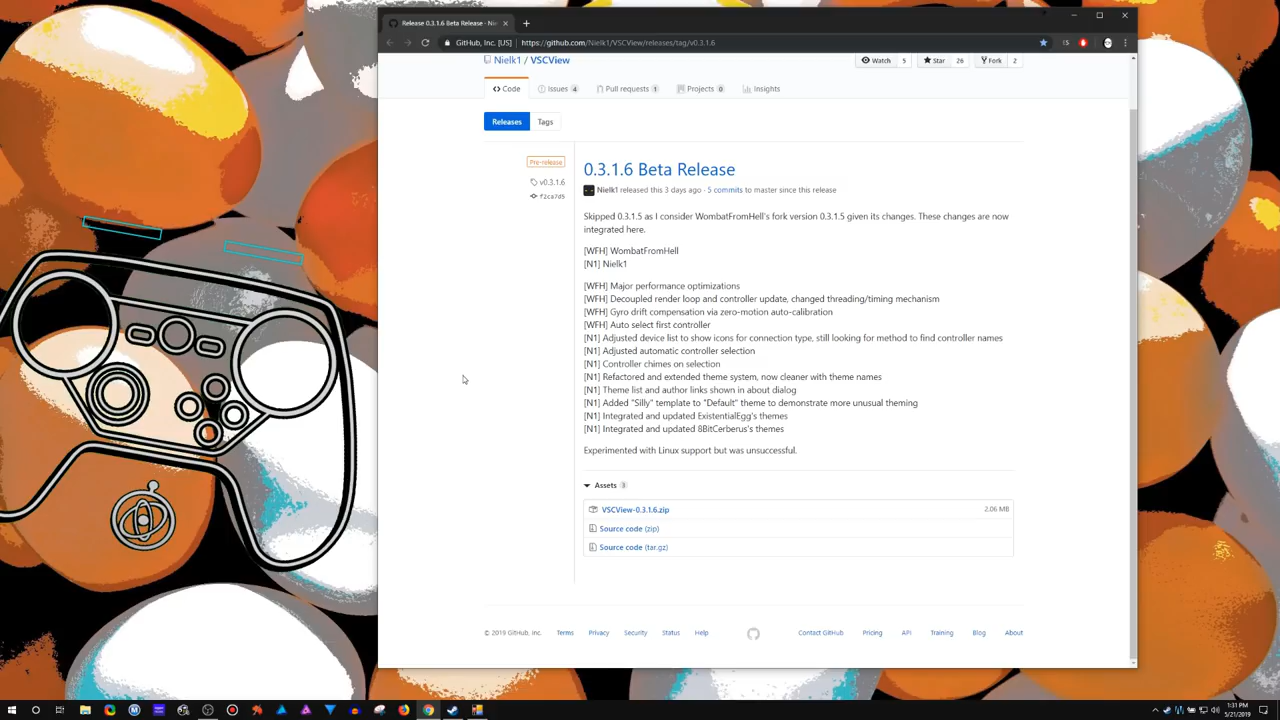 Release 0.3.1.6 Beta Release · Nie
GitHub, Inc. [US]
https://github.com/Nielk1/VSCView/releases/tag/v0.3.1.6
Nielk1 / VSCView
Watch 5
Star 26
Fork 2
Code
Issues 4
Pull requests 1
Projects 0
Insights
Releases
Tags
Pre-release
v0.3.1.6
f2ca7d5
0.3.1.6 Beta Release
Nielk1 released this 3 days ago · 5 commits to master since this release
Skipped 0.3.1.5 as I consider WombatFromHell's fork version 0.3.1.5 given its changes. These changes are now
integrated here.
[WFH] WombatFromHell
[N1] Nielk1
[WFH] Major performance optimizations
[WFH] Decoupled render loop and controller update, changed threading/timing mechanism
[WFH] Gyro drift compensation via zero-motion auto-calibration
[WFH] Auto select first controller
[N1] Adjusted device list to show icons for connection type, still looking for method to find controller names
[N1] Adjusted automatic controller selection
[N1] Controller chimes on selection
[N1] Refactored and extended theme system, now cleaner with theme names
[N1] Theme list and author links shown in about dialog
[N1] Added "Silly" template to "Default" theme to demonstrate more unusual theming
[N1] Integrated and updated ExistentialEgg's themes
[N1] Integrated and updated 8BitCerberus's themes
Experimented with Linux support but was unsuccessful.
Assets 3
VSCView-0.3.1.6.zip
2.06 MB
Source code (zip)
Source code (tar.gz)
© 2019 GitHub, Inc.
Terms
Privacy
Security
Status
Help
Contact GitHub
Pricing
API
Training
Blog
About
1:31 PM
5/21/2019